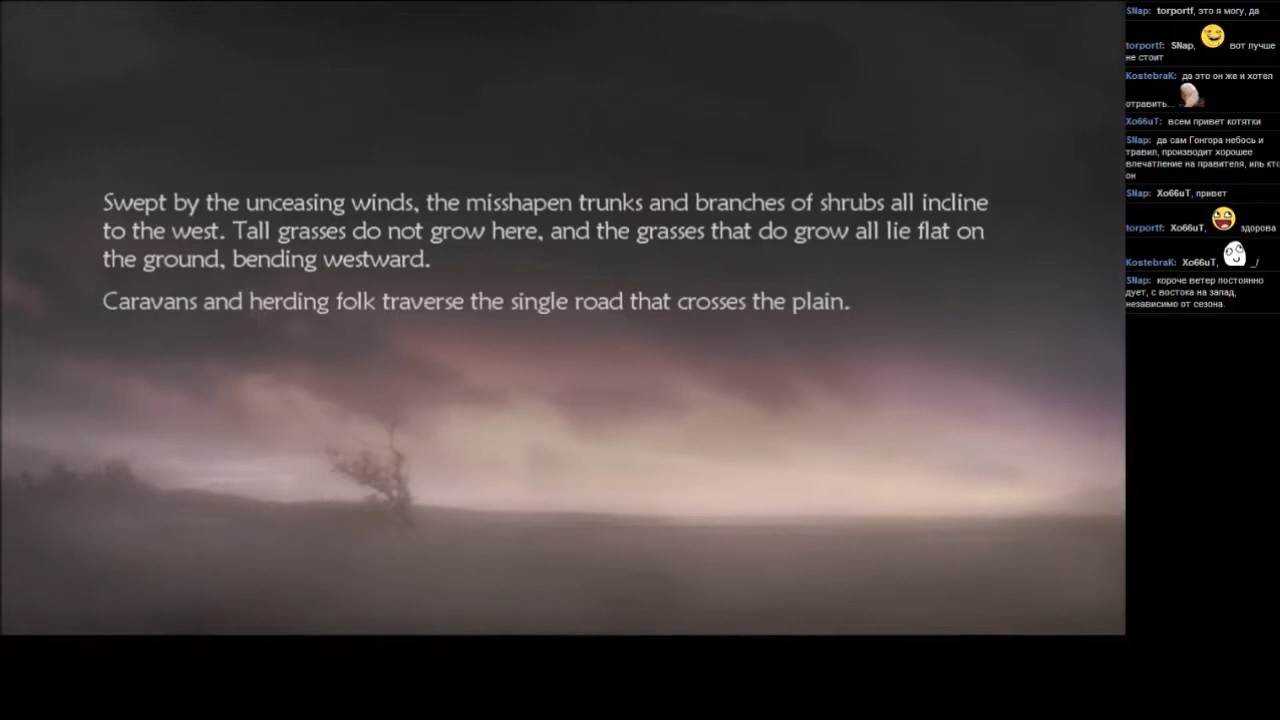 Swept by the unceasing winds, the misshapen trunks and branches of shrubs all incline
to the west. Tall grasses do not grow here, and the grasses that do grow all lie flat on
the ground, bending westward.
Caravans and herding folk traverse the single road that crosses the plain.
SNap: torportf, это я могу, да
torportf: SNap, вот лучше
не стоит
KostebraK: да это он же и хотел
отравить...
Xo66uT: всем привет котятки
SNap: да сам Гонгора небось и
травил, производит хорошее
впечатление на правителя, иль кто
он
SNap: Xo66uT, привет
torportf: Xo66uT, здорова
KostebraK: Xo66uT, _/
SNap: короче ветер постоянно
дует, с востока на запад,
независимо от сезона.